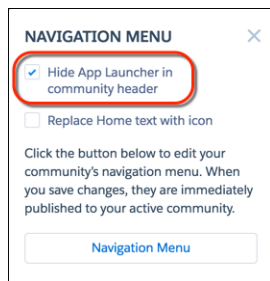 NAVIGATION MENU
Hide App Launcher in
community header
Replace Home text with icon
Click the button below to edit your
community's navigation menu. When
you save changes, they are immediately
published to your active community.
Navigation Menu